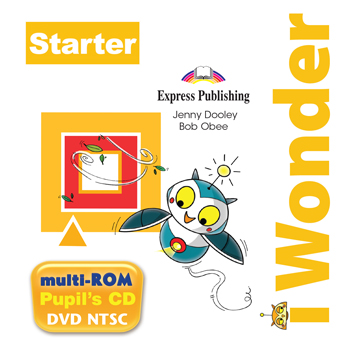 Starter
Express Publishing
Jenny Dooley
Bob Obee
i Wonder
multi-ROM
Pupil's CD
DVD NTSC